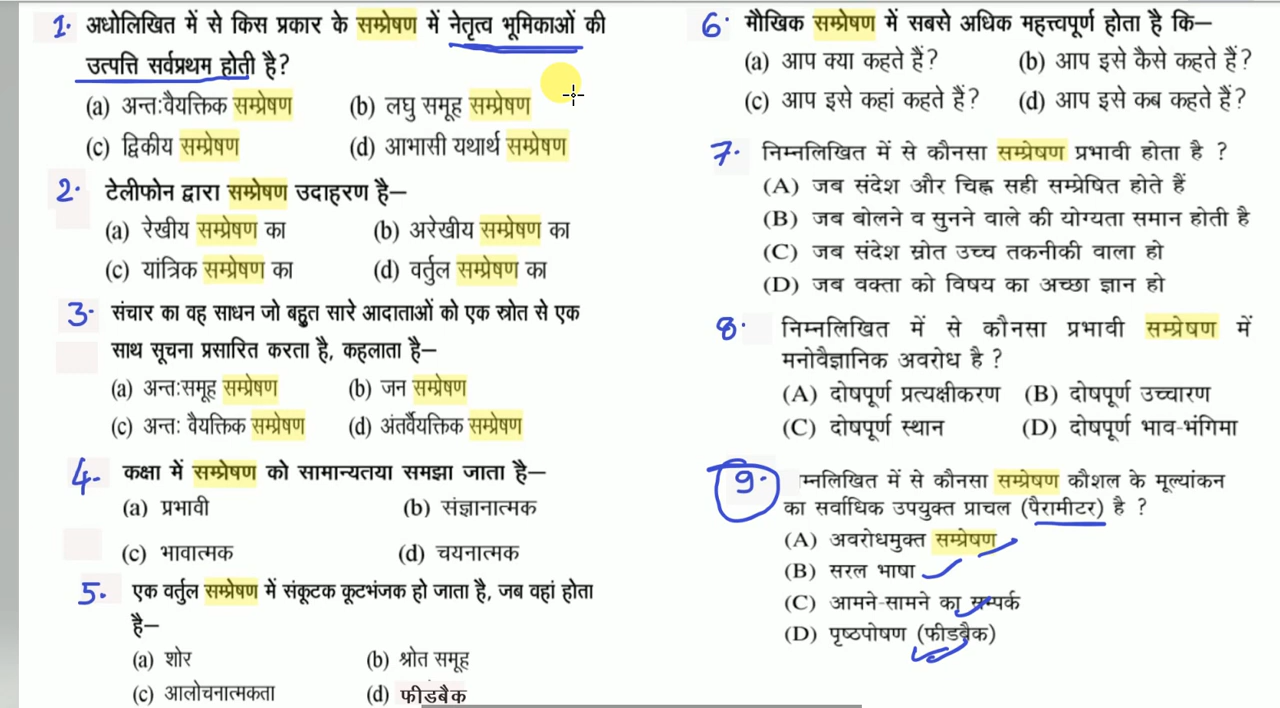 1. अधोलिखित में से किस प्रकार के सम्प्रेषण में नेतृत्व भूमिकाओं की
उत्पत्ति सर्वप्रथम होती है?
(a) अन्तःवैयक्तिक सम्प्रेषण (b) लघु समूह सम्प्रेषण
(c) द्विकीय सम्प्रेषण (d) आभासी यथार्थ सम्प्रेषण
2. टेलीफोन द्वारा सम्प्रेषण उदाहरण है–
(a) रेखीय सम्प्रेषण का (b) अरेखीय सम्प्रेषण का
(c) यांत्रिक सम्प्रेषण का (d) वर्तुल सम्प्रेषण का
3. संचार का वह साधन जो बहुत सारे आदाताओं को एक स्रोत से एक
साथ सूचना प्रसारित करता है, कहलाता है–
(a) अन्तःसमूह सम्प्रेषण (b) जन सम्प्रेषण
(c) अन्तः वैयक्तिक सम्प्रेषण (d) अंतर्वैयक्तिक सम्प्रेषण
4. कक्षा में सम्प्रेषण को सामान्यतया समझा जाता है–
(a) प्रभावी (b) संज्ञानात्मक
(c) भावात्मक (d) चयनात्मक
5. एक वर्तुल सम्प्रेषण में संकूटक कूटभंजक हो जाता है, जब वहां होता
है–
(a) शोर (b) श्रोत समूह
(c) आलोचनात्मकता (d) फीडबैक
6. मौखिक सम्प्रेषण में सबसे अधिक महत्त्वपूर्ण होता है कि–
(a) आप क्या कहते हैं? (b) आप इसे कैसे कहते हैं?
(c) आप इसे कहां कहते हैं? (d) आप इसे कब कहते हैं?
7. निम्नलिखित में से कौनसा सम्प्रेषण प्रभावी होता है ?
(A) जब संदेश और चिह्न सही सम्प्रेषित होते हैं
(B) जब बोलने व सुनने वाले की योग्यता समान होती है
(C) जब संदेश स्रोत उच्च तकनीकी वाला हो
(D) जब वक्ता को विषय का अच्छा ज्ञान हो
8. निम्नलिखित में से कौनसा प्रभावी सम्प्रेषण में
मनोवैज्ञानिक अवरोध है ?
(A) दोषपूर्ण प्रत्यक्षीकरण (B) दोषपूर्ण उच्चारण
(C) दोषपूर्ण स्थान (D) दोषपूर्ण भाव-भंगिमा
9. म्नलिखित में से कौनसा सम्प्रेषण कौशल के मूल्यांकन
का सर्वाधिक उपयुक्त प्राचल (पैरामीटर) है ?
(A) अवरोधमुक्त सम्प्रेषण
(B) सरल भाषा
(C) आमने-सामने का सम्पर्क
(D) पृष्ठपोषण (फीडबैक)